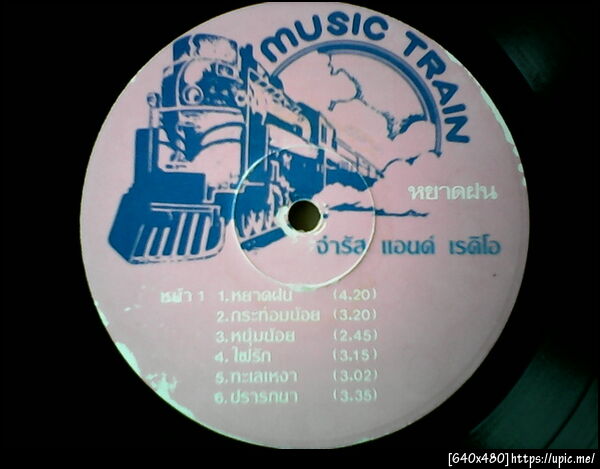 MUSIC TRAIN
หยาดฝน
จำรัส แอนด์ เรดิโอ
หน้า 1 1.หยาดฝน (4.20)
2.กระท่อมน้อย (3.20)
3.หนุ่มน้อย (2.45)
4.ไฟรัก (3.15)
5.ทะเลเหงา (3.02)
6.ปรารถนา (3.35)
[640x480]https://upic.me/